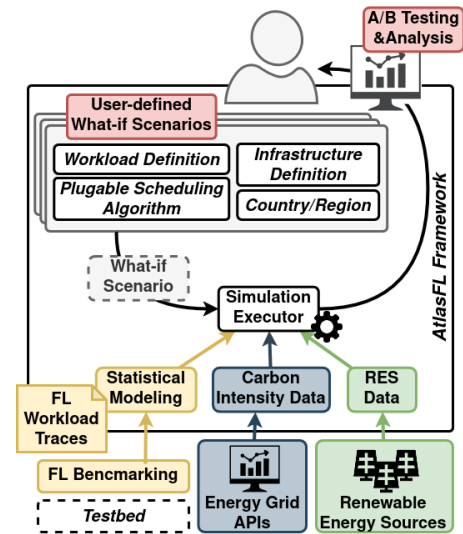 A/B Testing
&Analysis
User-defined
What-if Scenarios
Workload Definition
Infrastructure
Definition
Plugable Scheduling
Algorithm
Country/Region
What-if
Scenario
Simulation
Executor
AtlasFL Framework
Statistical
Modeling
Carbon
Intensity Data
RES
Data
FL
Workload
Traces
FL Bencmarking
Testbed
Energy Grid
APIs
Renewable
Energy Sources